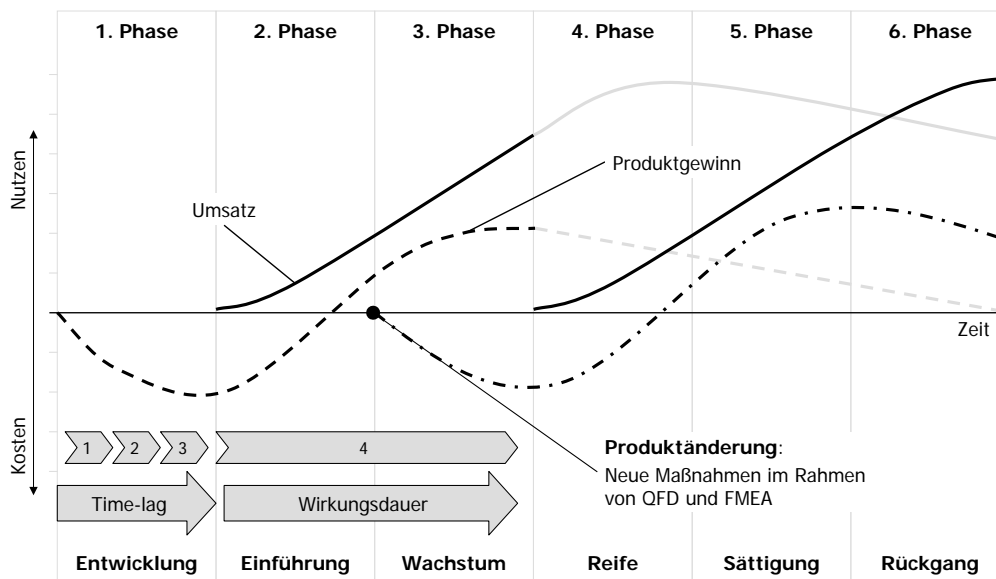 1. Phase
2. Phase
3. Phase
4. Phase
5. Phase
6. Phase
Nutzen
Produktgewinn
Umsatz
Zeit
Kosten
1
2
3
4
Produktänderung:
Neue Maßnahmen im Rahmen
von QFD und FMEA
Time-lag
Wirkungsdauer
Entwicklung
Einführung
Wachstum
Reife
Sättigung
Rückgang